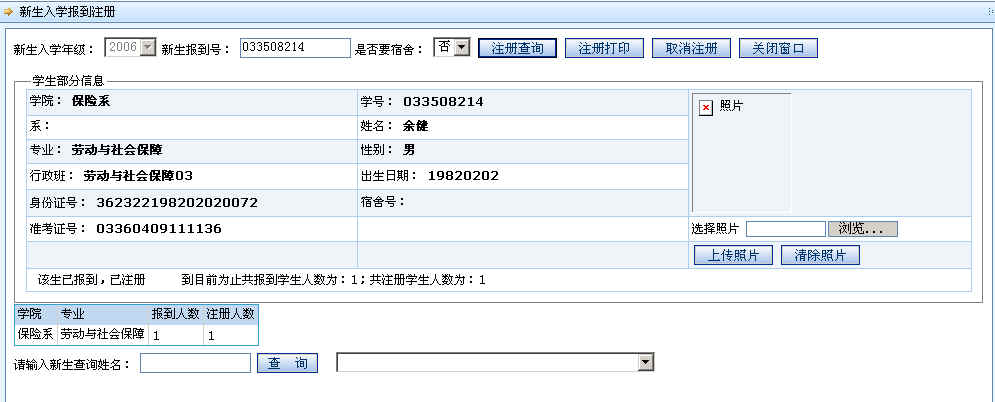 新生入学报到注册
新生入学年级： 2006 新生报到号： 033508214 是否要宿舍： 否 注册查询 注册打印 取消注册 关闭窗口
学生部分信息
学院： 保险系 学号： 033508214 照片
系： 姓名： 余健
专业： 劳动与社会保障 性别： 男
行政班： 劳动与社会保障03 出生日期： 19820202
身份证号： 362322198202020072 宿舍号：
准考证号： 03360409111136 选择照片 浏览...
上传照片 清除照片
该生已报到，已注册 到目前为止共报到学生人数为：1；共注册学生人数为：1
学院 专业 报到人数 注册人数
保险系 劳动与社会保障 1 1
请输入新生查询姓名： 查 询